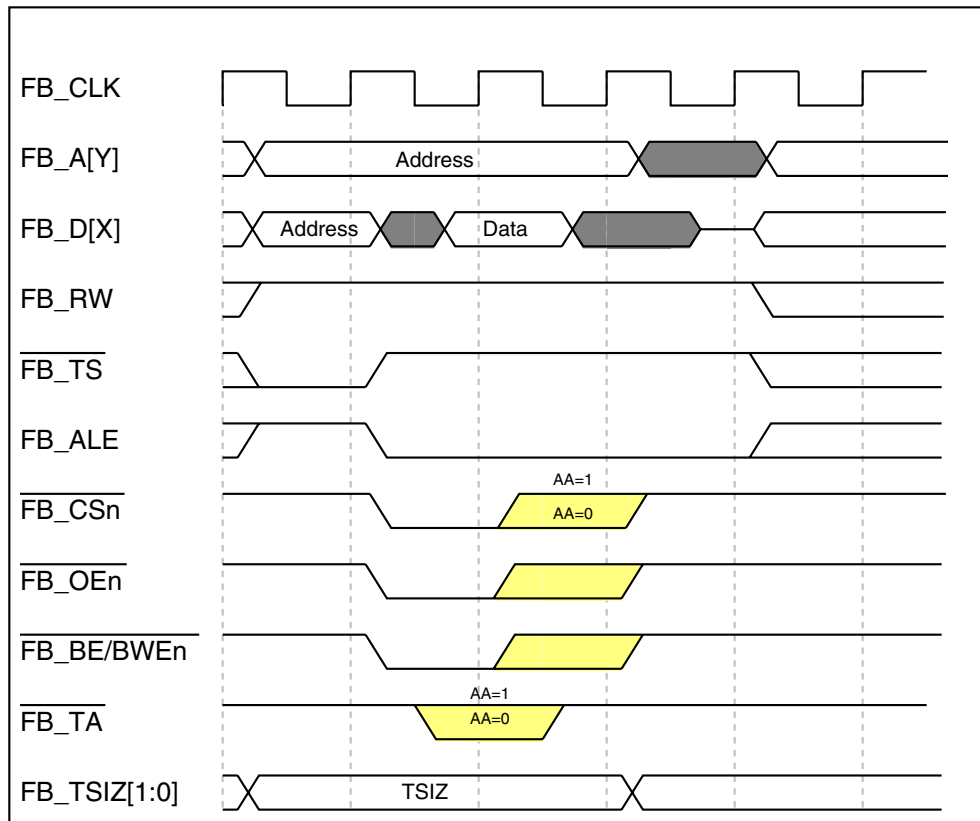 FB_CLK
FB_A[Y]
Address
FB_D[X]
Address
Data
FB_RW
FB_TS
FB_ALE
FB_CSn
AA=1
AA=0
FB_OEn
FB_BE/BWEn
FB_TA
AA=1
AA=0
FB_TSIZ[1:0]
TSIZ